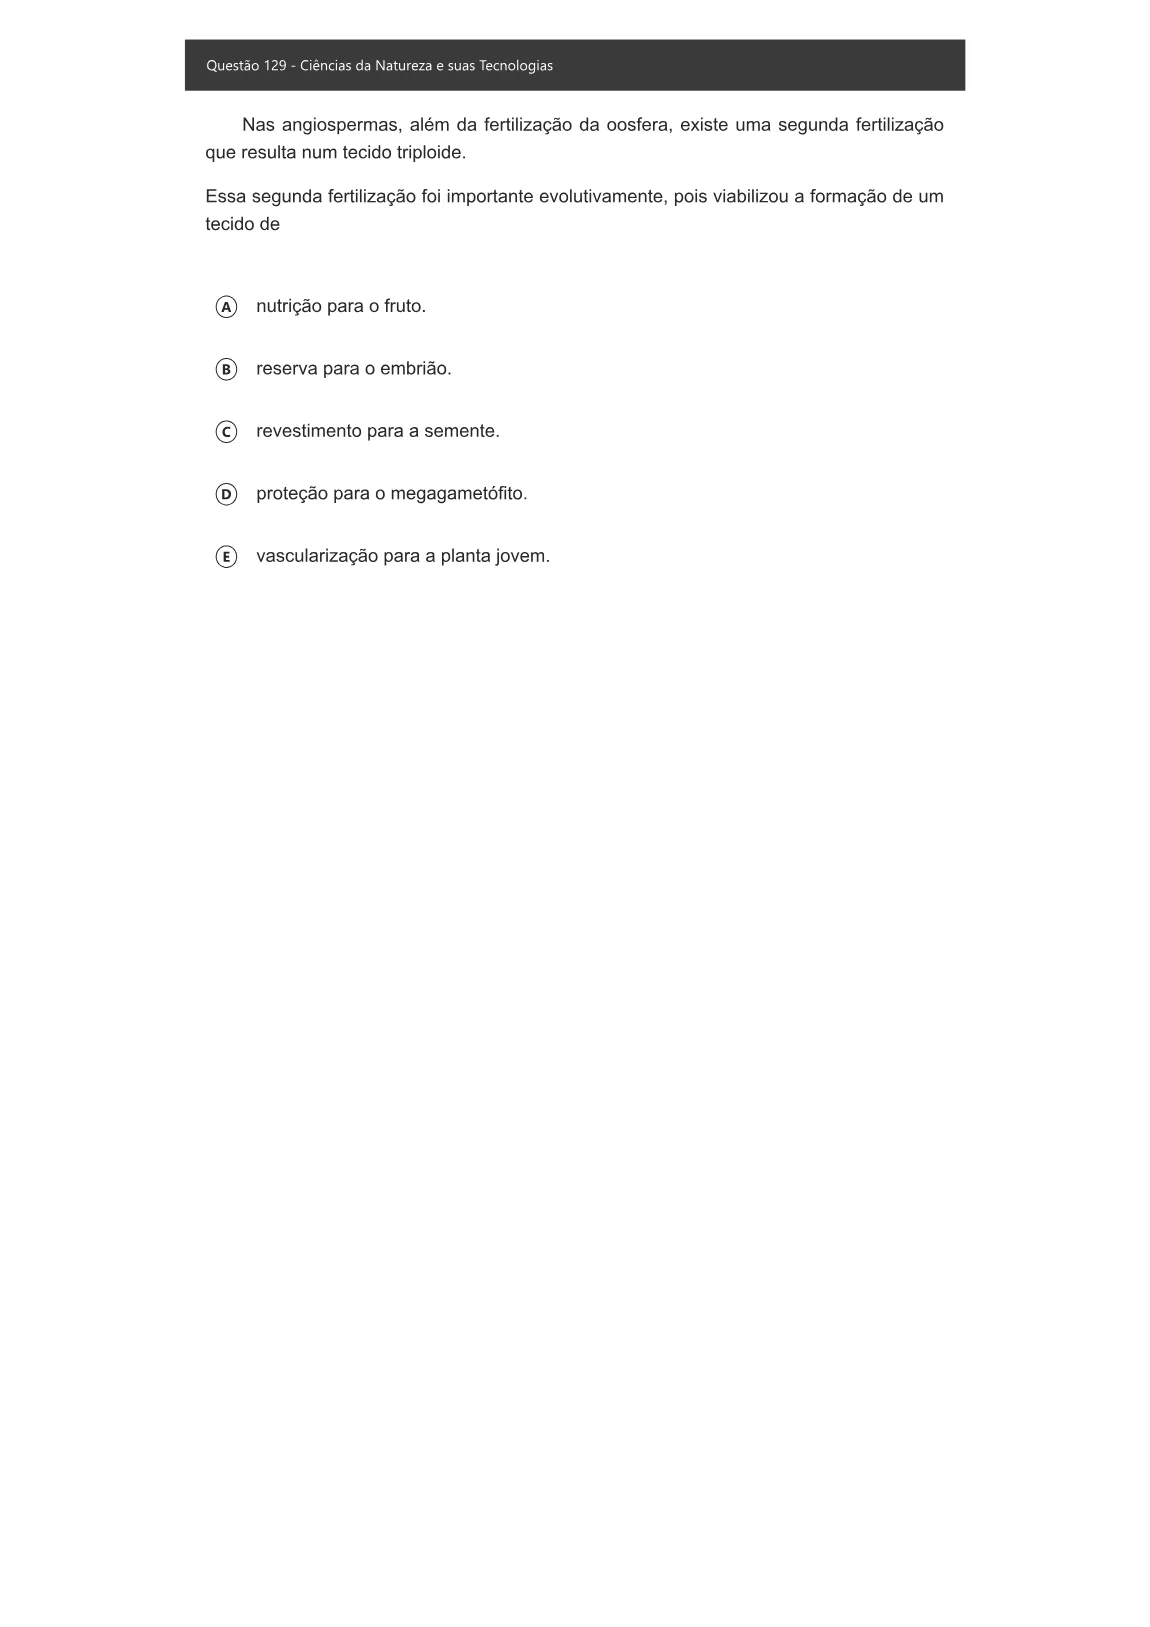 Questão 129 - Ciências da Natureza e suas Tecnologias
Nas angiospermas, além da fertilização da oosfera, existe uma segunda fertilização
que resulta num tecido triploide.
Essa segunda fertilização foi importante evolutivamente, pois viabilizou a formação de um
tecido de
A nutrição para o fruto.
B reserva para o embrião.
C revestimento para a semente.
D proteção para o megagametófito.
E vascularização para a planta jovem.